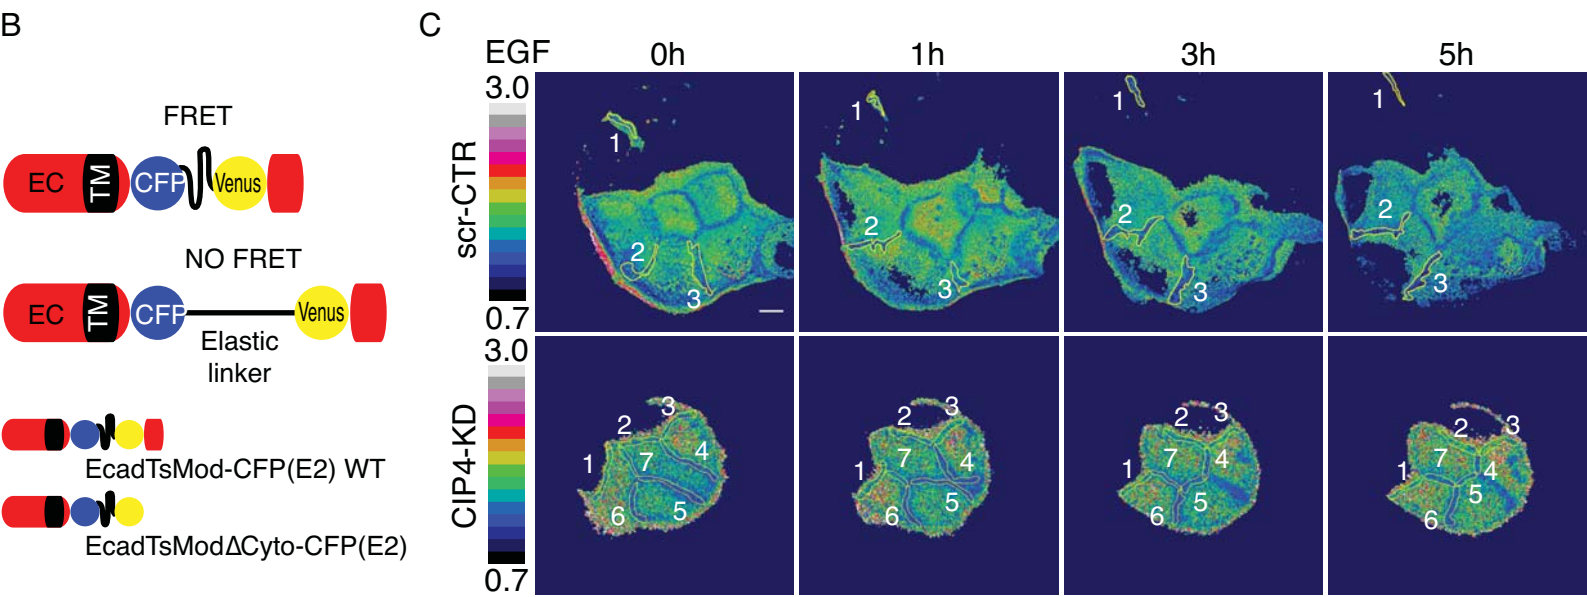 B
FRET
EC TM CFP Venus
NO FRET
EC TM CFP Venus
Elastic
linker
EcadTsMod-CFP(E2) WT
EcadTsModΔCyto-CFP(E2)
C
EGF 0h 1h 3h 5h
3.0
scr-CTR
0.7
1 2 3
1 2 3
1 2 3
1 2 3
3.0
CIP4-KD
0.7
1 2 3 4 5 6 7
1 2 3 4 5 6 7
1 2 3 4 5 6 7
1 2 3 4 5 6 7